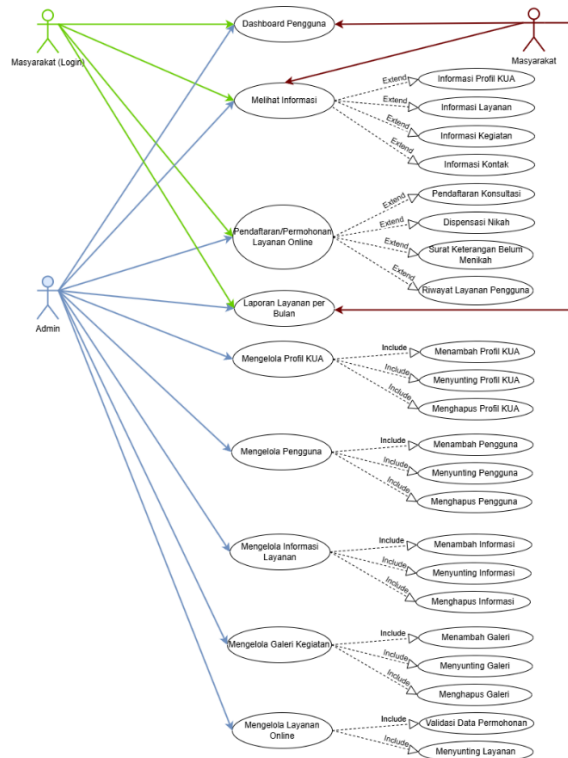 Dashboard Pengguna
Masyarakat (Login)
Masyarakat
Melihat Informasi
Extend
Informasi Profil KUA
Extend
Informasi Layanan
Extend
Informasi Kegiatan
Extend
Informasi Kontak
Pendaftaran/Permohonan
Layanan Online
Extend
Pendaftaran Konsultasi
Extend
Dispensasi Nikah
Extend
Surat Keterangan Belum
Menikah
Extend
Riwayat Layanan Pengguna
Admin
Laporan Layanan per
Bulan
Mengelola Profil KUA
Include
Menambah Profil KUA
Include
Menyunting Profil KUA
Include
Menghapus Profil KUA
Mengelola Pengguna
Include
Menambah Pengguna
Include
Menyunting Pengguna
Include
Menghapus Pengguna
Mengelola Informasi
Layanan
Include
Menambah Informasi
Include
Menyunting Informasi
Include
Menghapus Informasi
Mengelola Galeri Kegiatan
Include
Menambah Galeri
Include
Menyunting Galeri
Include
Menghapus Galeri
Mengelola Layanan
Online
Include
Validasi Data Permohonan
Include
Menyunting Layanan